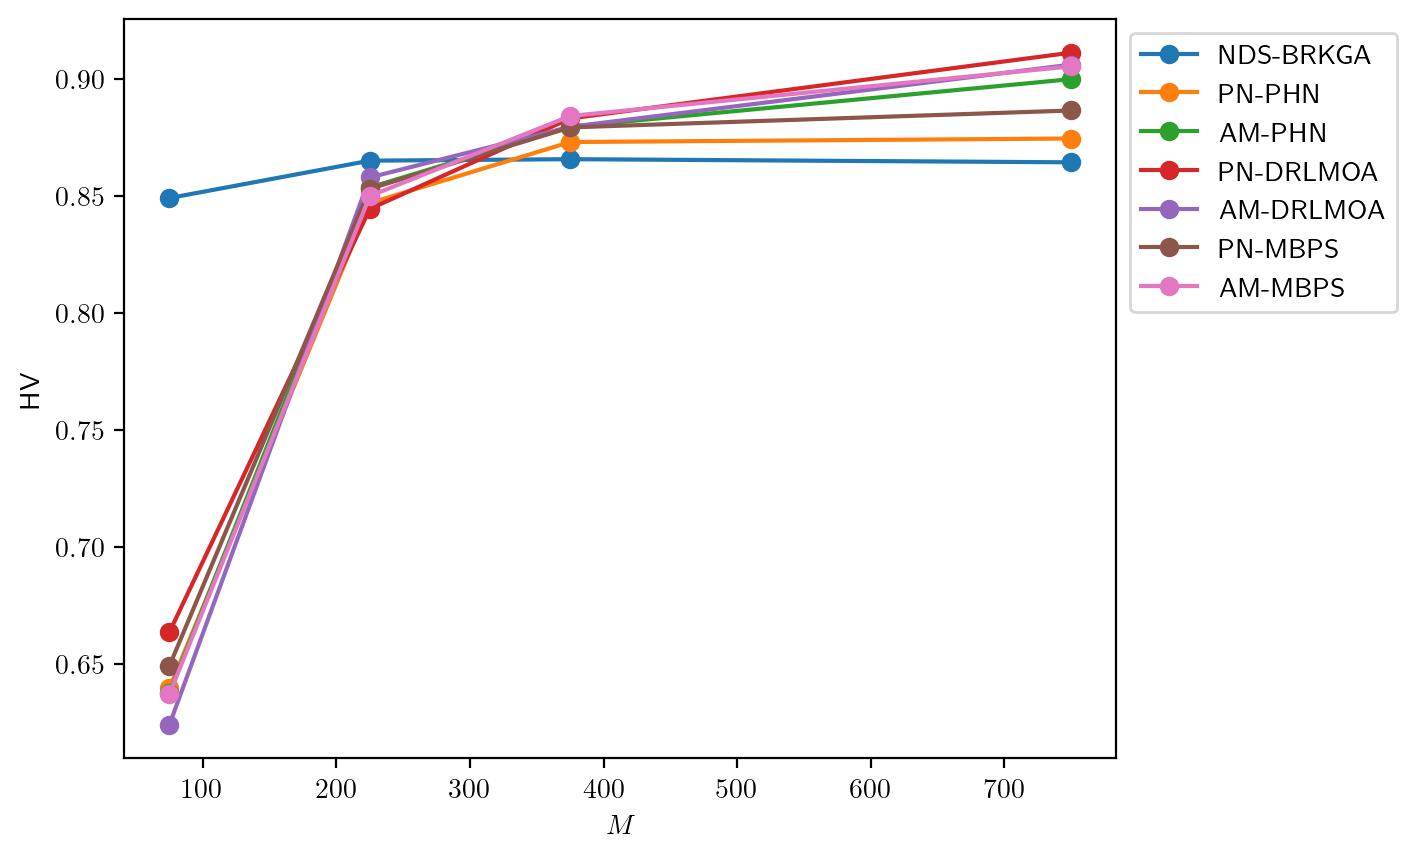 0.90
0.85
0.80
0.75
0.70
0.65
HV
100 200 300 400 500 600 700
M
NDS-BRKGA
PN-PHN
AM-PHN
PN-DRLMOA
AM-DRLMOA
PN-MBPS
AM-MBPS